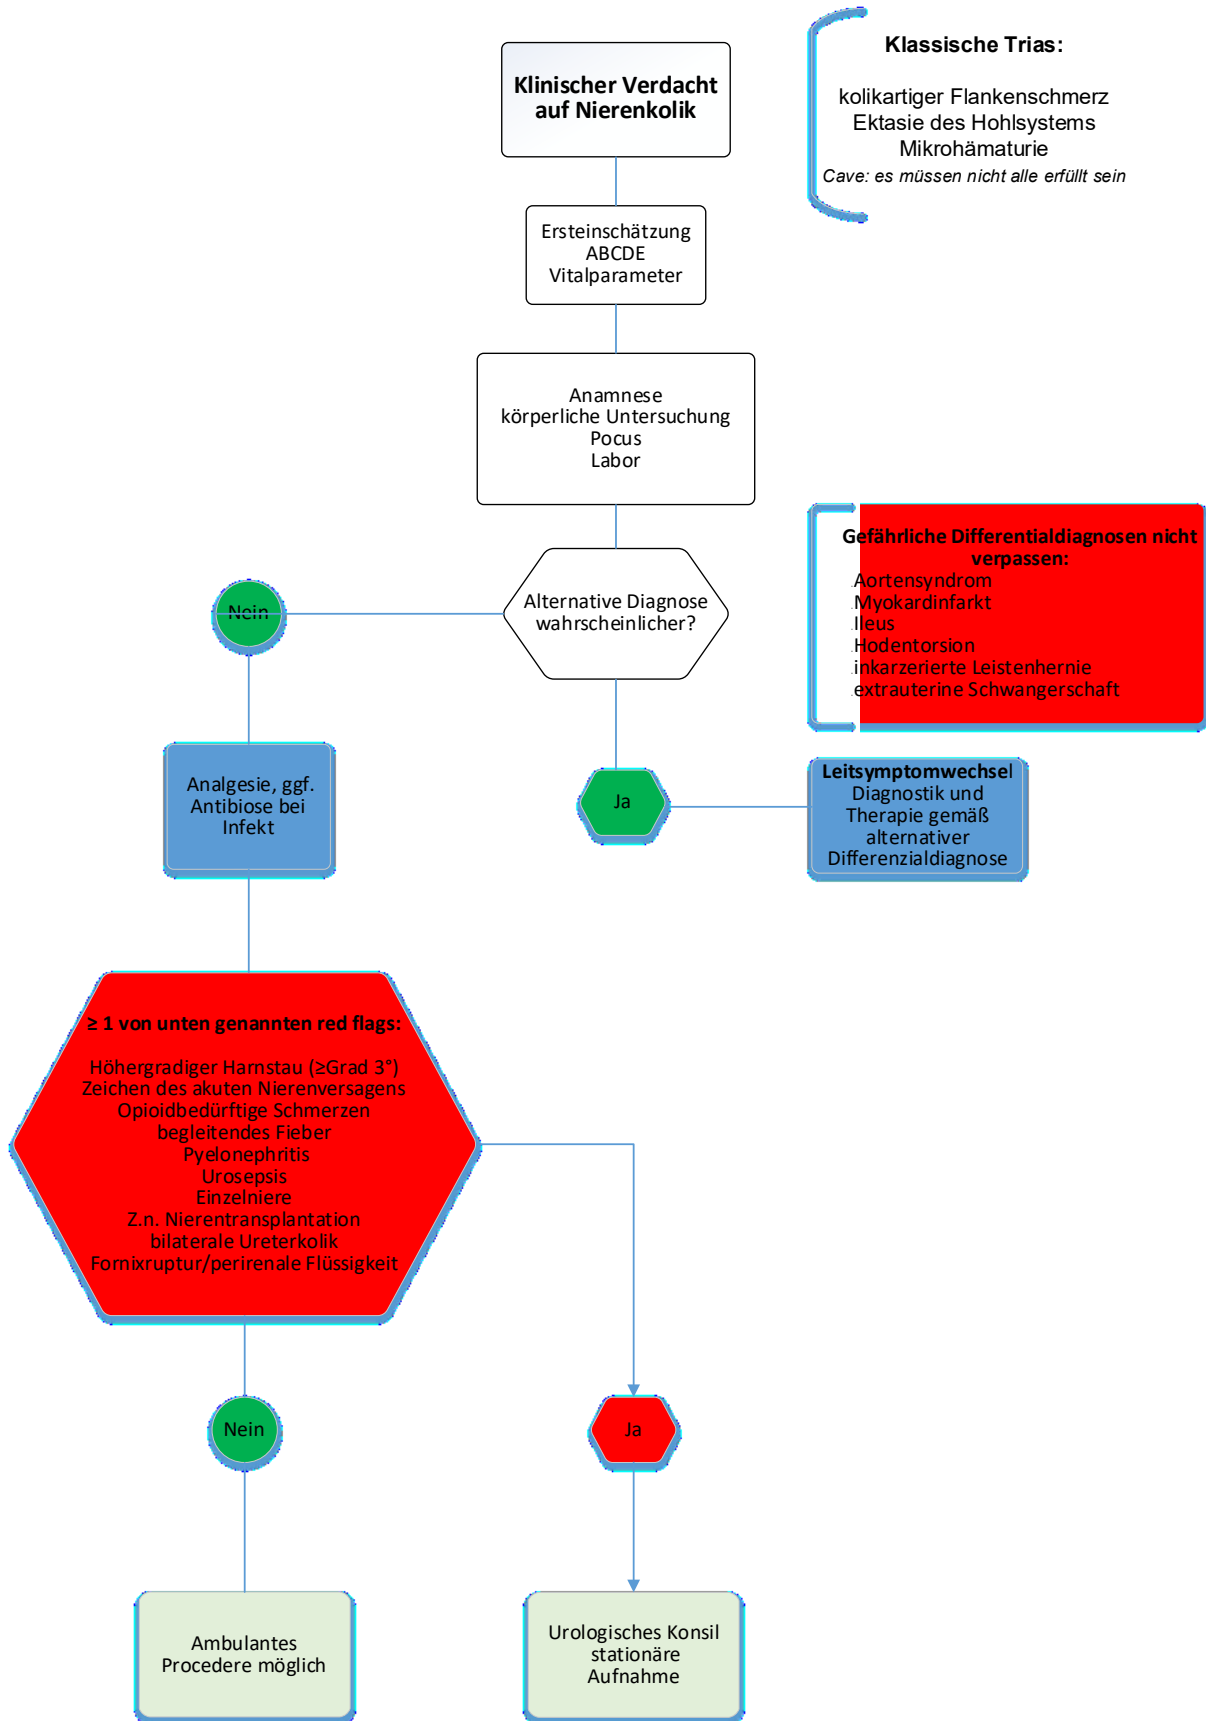 Klassische Trias:
kolikartiger Flankenschmerz
Ektasie des Hohlsystems
Mikrohämaturie
Cave: es müssen nicht alle erfüllt sein
Klinischer Verdacht
auf Nierenkolik
Ersteinschätzung
ABCDE
Vitalparameter
Anamnese
körperliche Untersuchung
Pocus
Labor
Gefährliche Differentialdiagnosen nicht
verpassen:
Aortensyndrom
Myokardinfarkt
Ileus
Hodentorsion
inkarzerierte Leistenhernie
extrauterine Schwangerschaft
Alternative Diagnose
wahrscheinlicher?
Nein
Ja
Leitsymptomwechsel
Diagnostik und
Therapie gemäß
alternativer
Differenzialdiagnose
Analgesie, ggf.
Antibiose bei
Infekt
≥ 1 von unten genannten red flags:
Höhergradiger Harnstau (≥Grad 3°)
Zeichen des akuten Nierenversagens
Opioidbedürftige Schmerzen
begleitendes Fieber
Pyelonephritis
Urosepsis
Einzelniere
Z.n. Nierentransplantation
bilaterale Ureterkolik
Fornixruptur/perirenale Flüssigkeit
Nein
Ja
Ambulantes
Procedere möglich
Urologisches Konsil
stationäre
Aufnahme